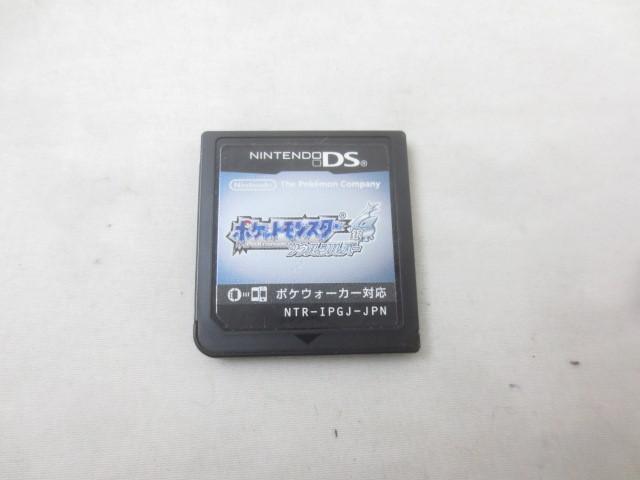 NINTENDO DS®
Nintendo The Pokémon Company
ポケットモンスター®
銀
ソウルシルバー
ポケウォーカー対応
NTR-IPGJ-JPN